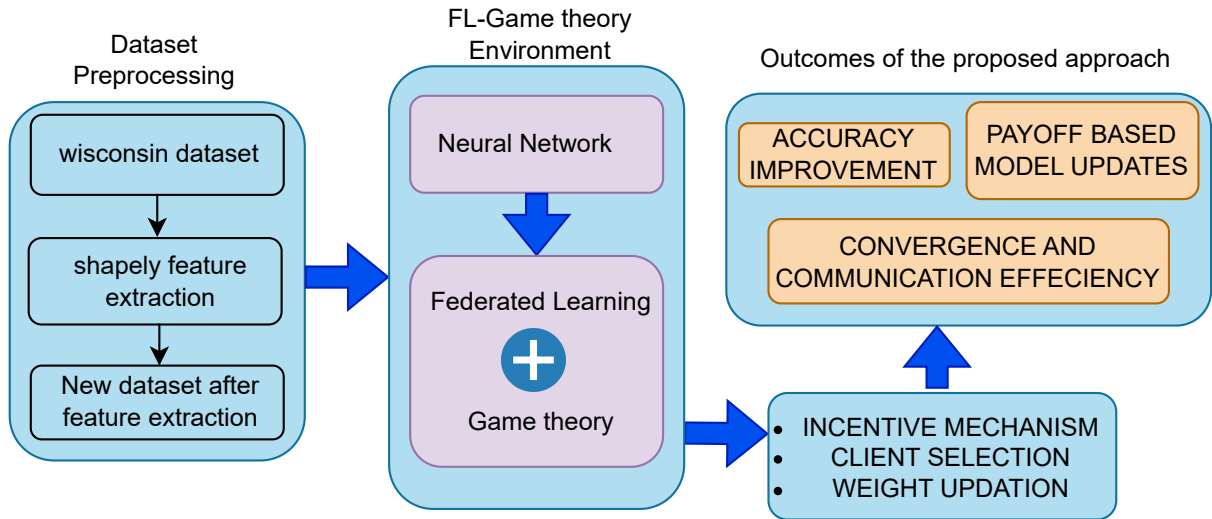 Dataset
Preprocessing
wisconsin dataset
shapely feature
extraction
New dataset after
feature extraction
FL-Game theory
Environment
Neural Network
Federated Learning
Game theory
Outcomes of the proposed approach
ACCURACY
IMPROVEMENT
PAYOFF BASED
MODEL UPDATES
CONVERGENCE AND
COMMUNICATION EFFECIENCY
• INCENTIVE MECHANISM
• CLIENT SELECTION
• WEIGHT UPDATION